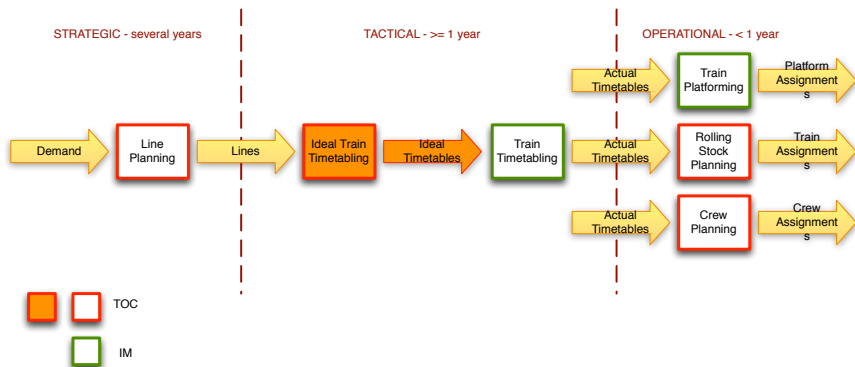 STRATEGIC - several years
TACTICAL - >= 1 year
OPERATIONAL - < 1 year
Actual
Timetables
Train
Platforming
Platform
Assignment
s
Demand
Line
Planning
Lines
Ideal Train
Timetabling
Ideal
Timetables
Train
Timetabling
Actual
Timetables
Rolling
Stock
Planning
Train
Assignment
s
Actual
Timetables
Crew
Planning
Crew
Assignment
s
TOC
IM